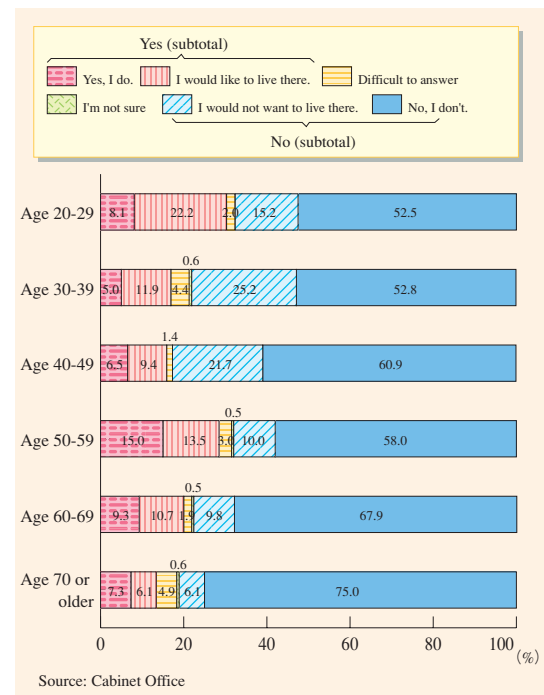 Yes (subtotal)
Yes, I do. I would like to live there. Difficult to answer
I'm not sure I would not want to live there. No, I don't.
No (subtotal)
Age 20-29 8.1 22.2 2.0 15.2 52.5
0.6
Age 30-39 5.0 11.9 4.4 25.2 52.8
1.4
Age 40-49 6.5 9.4 21.7 60.9
0.5
Age 50-59 15.0 13.5 3.0 10.0 58.0
0.5
Age 60-69 9.3 10.7 1.9 9.8 67.9
0.6
Age 70 or
older 7.3 6.1 4.9 6.1 75.0
0 20 40 60 80 100 (%)
Source: Cabinet Office